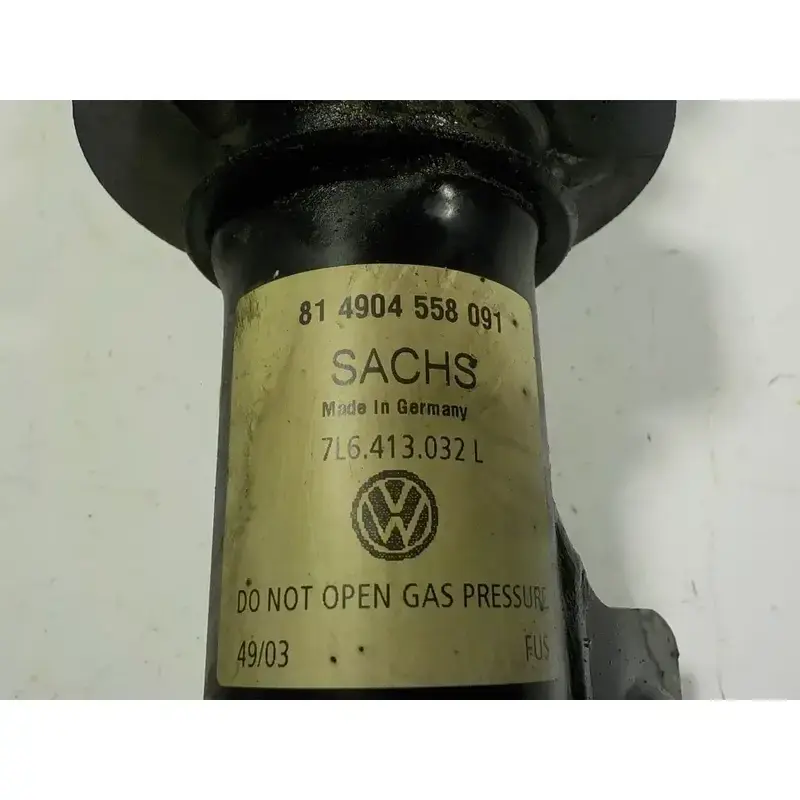 81 4904 558 091
SACHS
Made In Germany
7L6.413.032 L
VW
DO NOT OPEN GAS PRESSURE
49/03 FUS